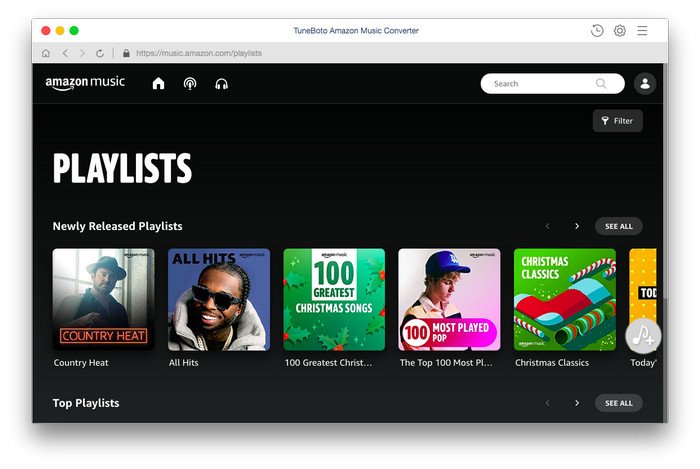 TuneBoto Amazon Music Converter
https://music.amazon.com/playlists
amazon music
Search
Filter
PLAYLISTS
Newly Released Playlists
SEE ALL
amazon music
COUNTRY HEAT
ALL HITS
amazon music
amazon music
100
GREATEST
CHRISTMAS SONGS
amazon music
100 MOST PLAYED
POP
CHRISTMAS
CLASSICS
amazon music
TOD
Country Heat
All Hits
100 Greatest Christ...
The Top 100 Most Pl...
Christmas Classics
Today'
Top Playlists
SEE ALL